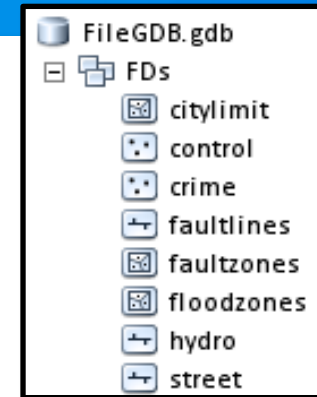 FileGDB.gdb
FDs
citylimit
control
crime
faultlines
faultzones
floodzones
hydro
street